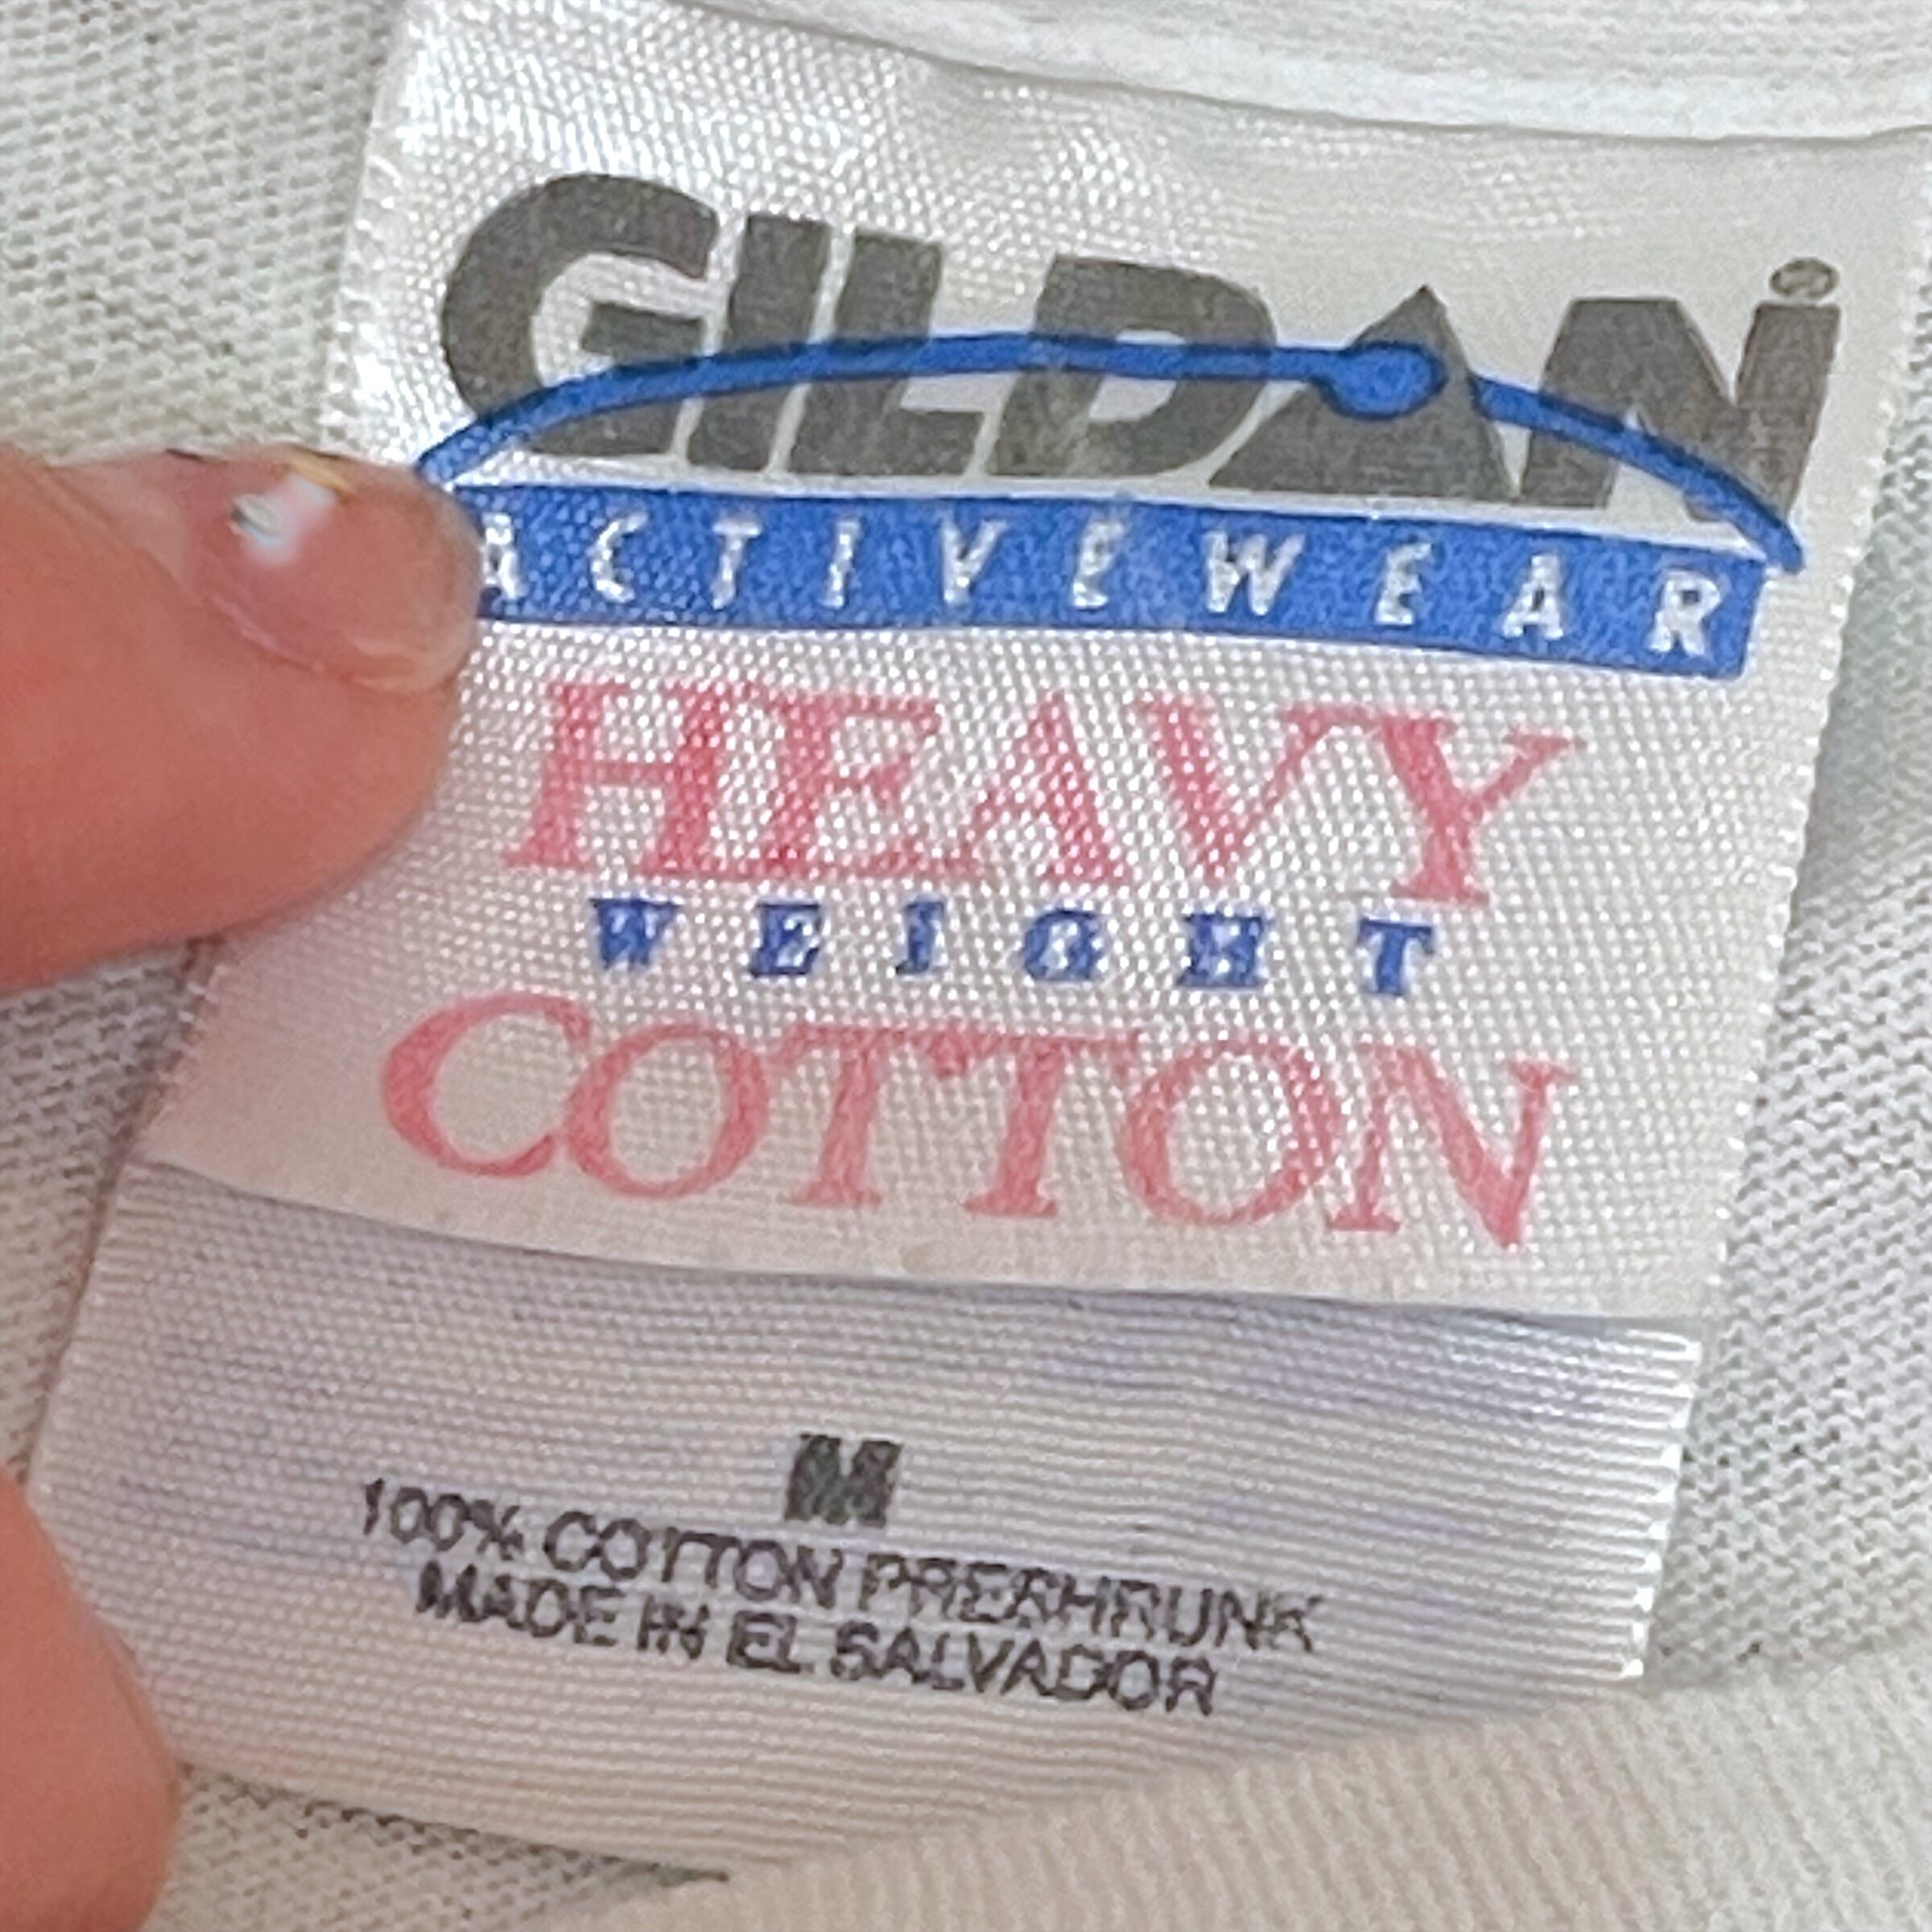 GILDAN®
ACTIVEWEAR
HEAVY
WEIGHT
COTTON
M
100% COTTON PRESHRUNK
MADE IN EL SALVADOR